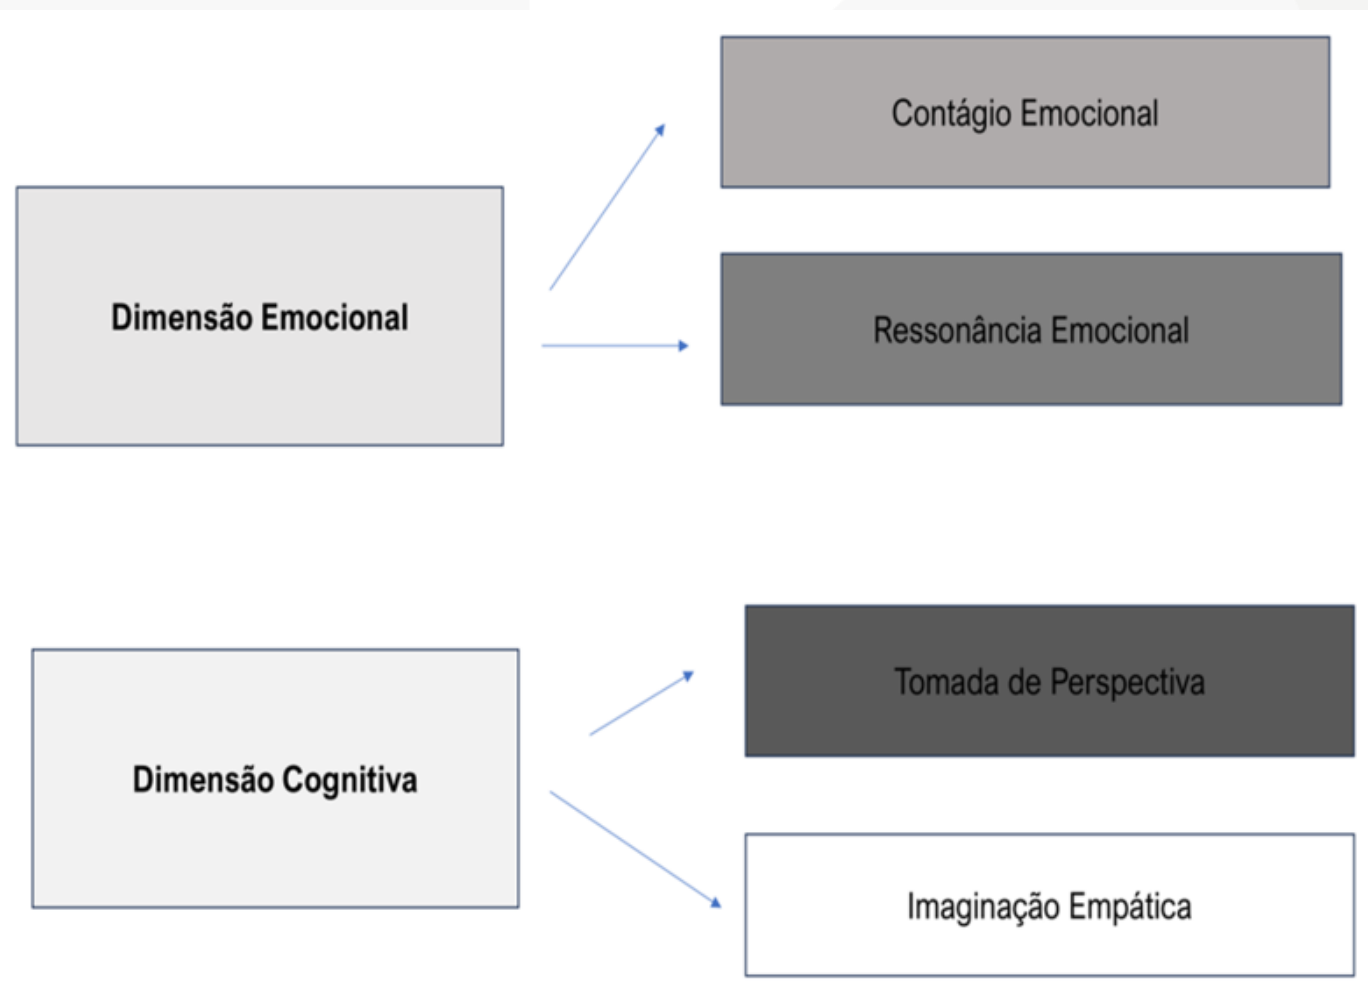 Contágio Emocional
Dimensão Emocional
Ressonância Emocional
Tomada de Perspectiva
Dimensão Cognitiva
Imaginação Empática